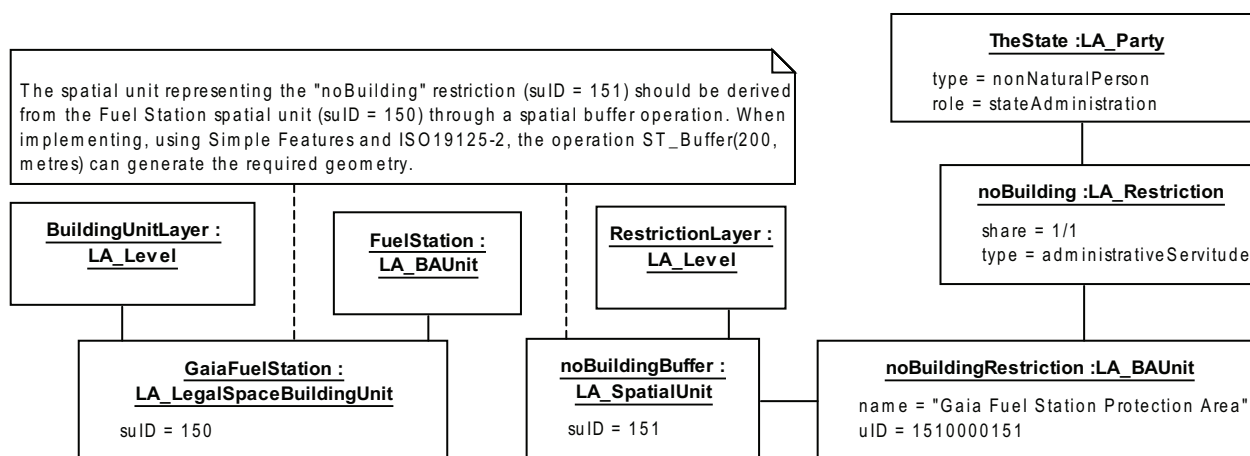 The spatial unit representing the "noBuilding" restriction (suID = 151) should be derived
from the Fuel Station spatial unit (suID = 150) through a spatial buffer operation. When
implementing, using Simple Features and ISO19125-2, the operation ST_Buffer(200,
metres) can generate the required geometry.
TheState :LA_Party
type = nonNaturalPerson
role = stateAdministration
noBuilding :LA_Restriction
share = 1/1
type = administrativeServitude
BuildingUnitLayer :
LA_Level
FuelStation :
LA_BAUnit
RestrictionLayer :
LA_Level
GaiaFuelStation :
LA_LegalSpaceBuildingUnit
suID = 150
noBuildingBuffer :
LA_SpatialUnit
suID = 151
noBuildingRestriction :LA_BAUnit
name = "Gaia Fuel Station Protection Area"
uID = 1510000151